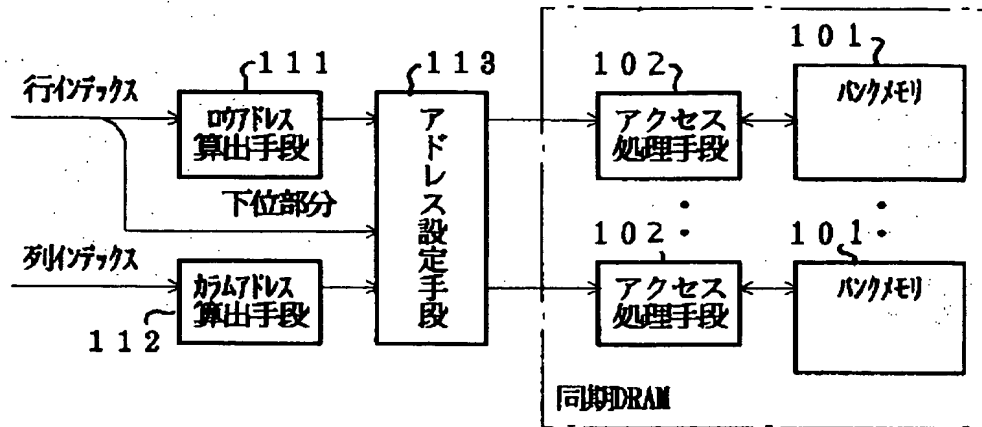 101
111
113
102
行インデックス
バンクメモリ
ロウアドレス
算出手段
アクセス
処理手段
アドレス設定手段
下位部分
102
101
列インデックス
カラムアドレス
算出手段
アクセス
処理手段
バンクメモリ
112
同期DRAM